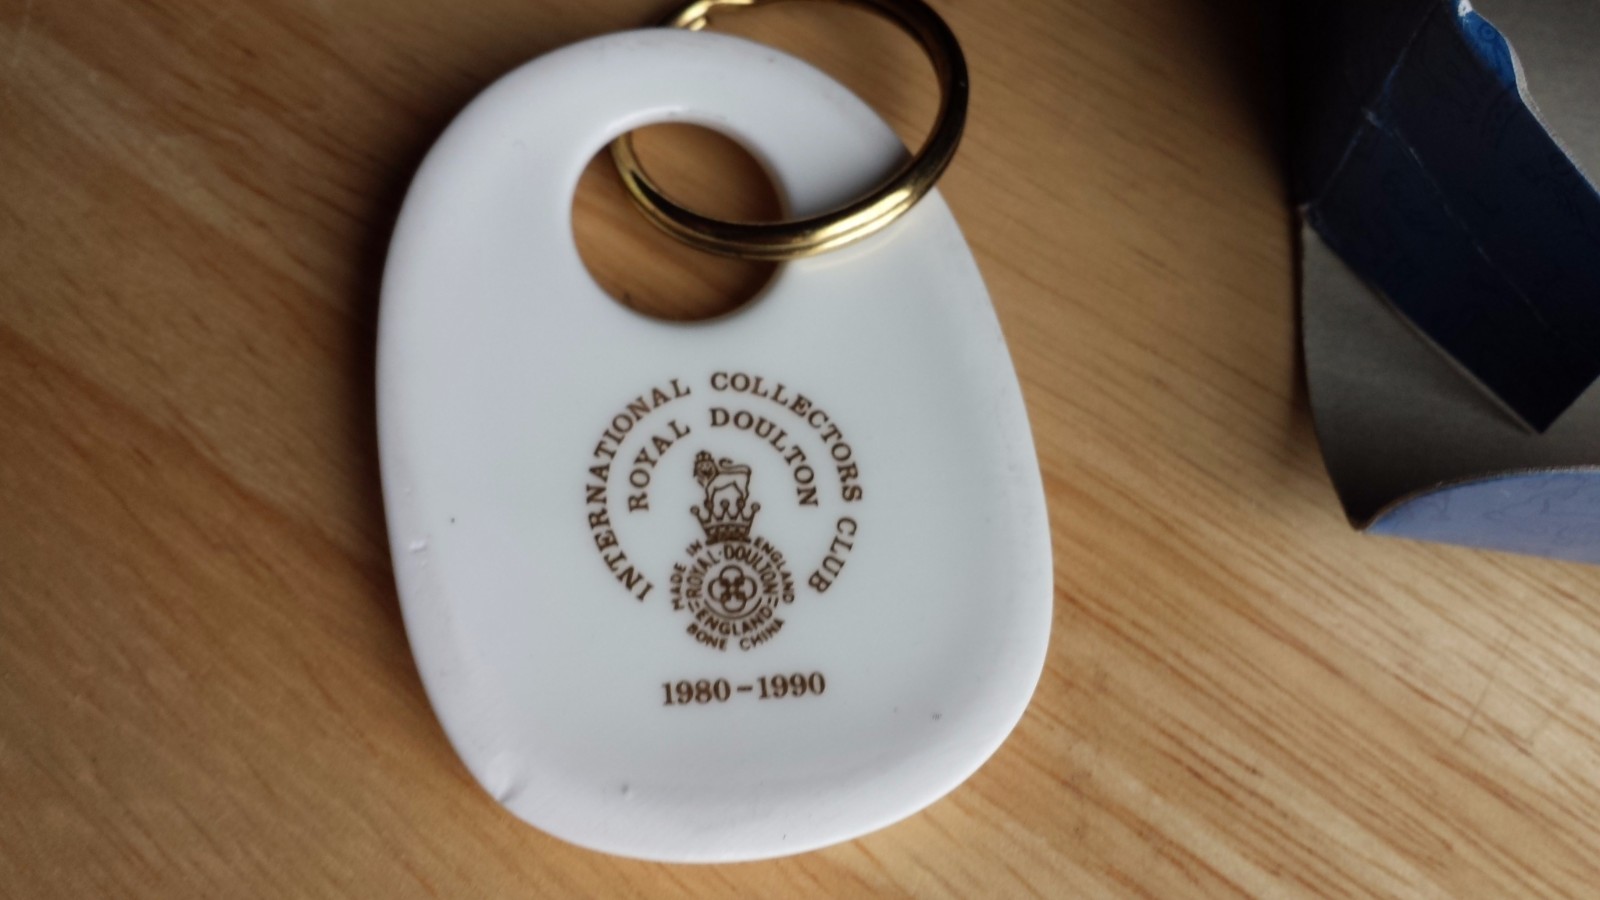 INTERNATIONAL COLLECTORS CLUB
ROYAL DOULTON
MADE IN ENGLAND
ROYAL·DOULTON
ENGLAND
BONE CHINA
1980-1990